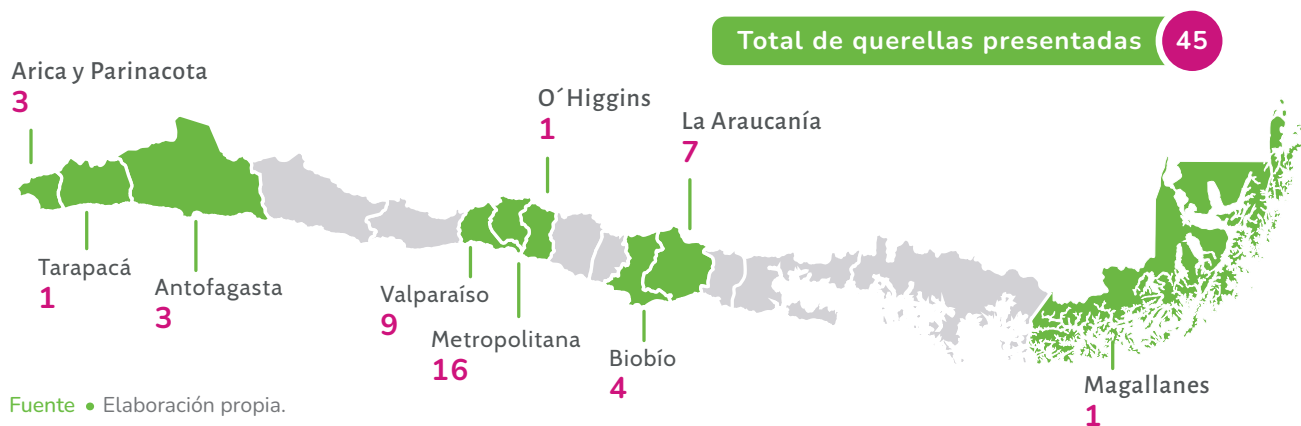 Total de querellas presentadas 45
Arica y Parinacota
3
O´Higgins
1
La Araucanía
7
Tarapacá
1
Antofagasta
3
Valparaíso
9
Metropolitana
16
Biobío
4
Magallanes
1
Fuente • Elaboración propia.